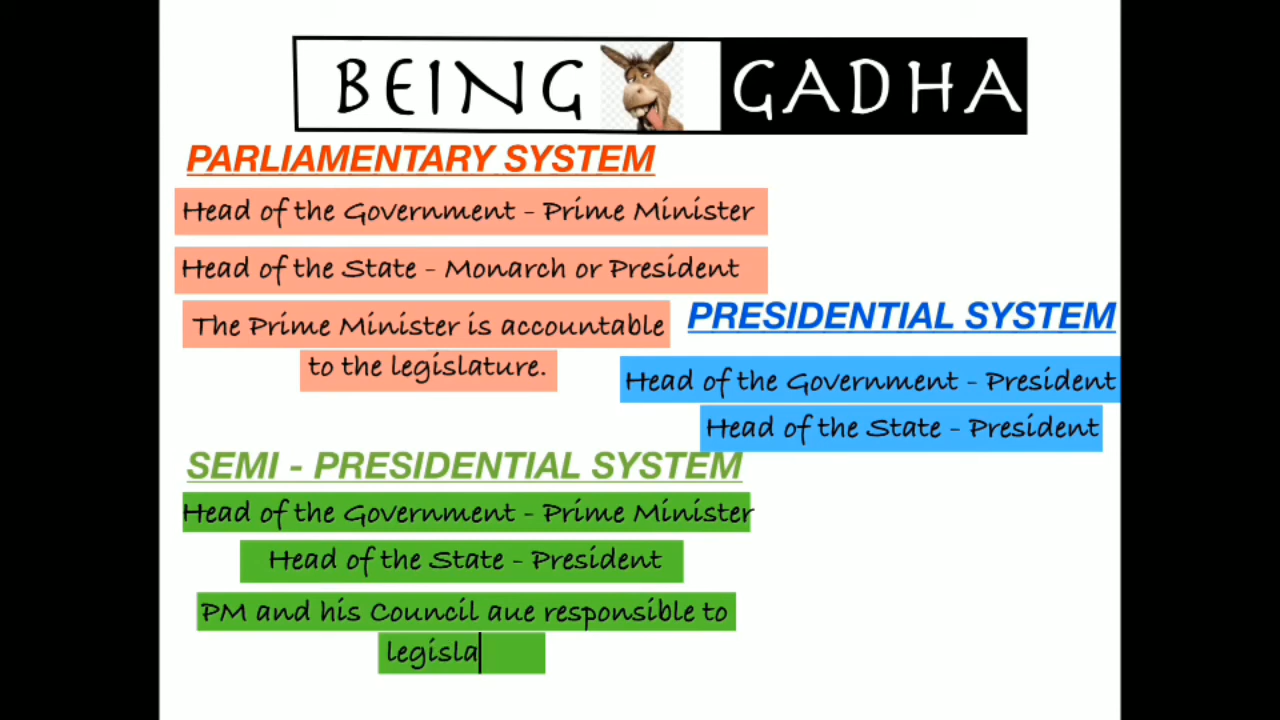 BEING GADHA
PARLIAMENTARY SYSTEM
Head of the Government - Prime Minister
Head of the State - Monarch or President
The Prime Minister is accountable
to the legislature.
PRESIDENTIAL SYSTEM
Head of the Government - President
Head of the State - President
SEMI - PRESIDENTIAL SYSTEM
Head of the Government - Prime Minister
Head of the State - President
PM and his Council aue responsible to
legisla